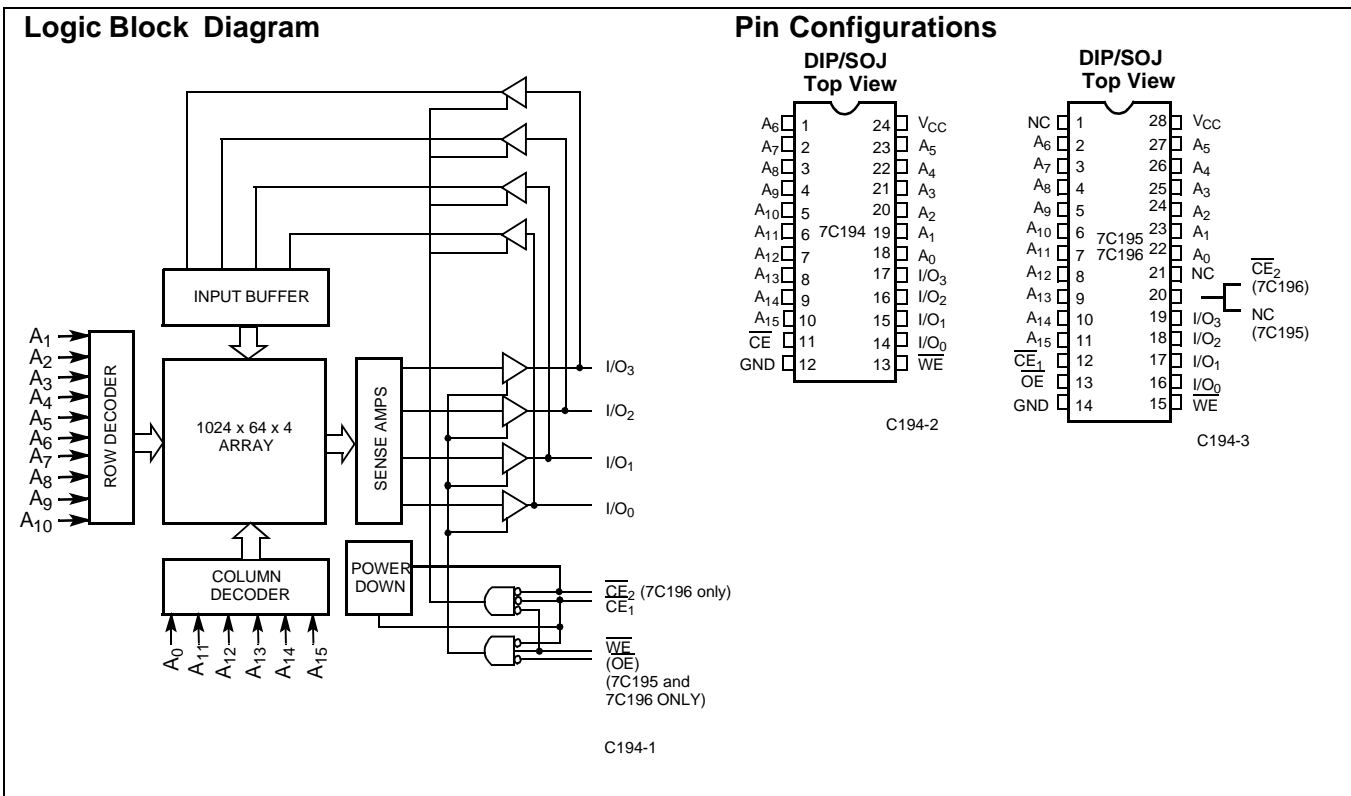 Logic Block Diagram
INPUT BUFFER
A1
A2
A3
A4
A5
A6
A7
A8
A9
A10
ROW DECODER
1024 x 64 x 4
ARRAY
SENSE AMPS
I/O3
I/O2
I/O1
I/O0
COLUMN
DECODER
A0
A11
A12
A13
A14
A15
POWER
DOWN
CE2 (7C196 only)
CE1
WE
(OE)
(7C195 and
7C196 ONLY)
C194-1
Pin Configurations
DIP/SOJ
Top View
A6 1 24 VCC
A7 2 23 A5
A8 3 22 A4
A9 4 21 A3
A10 5 20 A2
A11 6 7C194 19 A1
A12 7 18 A0
A13 8 17 I/O3
A14 9 16 I/O2
A15 10 15 I/O1
CE 11 14 I/O0
GND 12 13 WE
C194-2
DIP/SOJ
Top View
NC 1 28 VCC
A6 2 27 A5
A7 3 26 A4
A8 4 25 A3
A9 5 24 A2
A10 6 7C195 23 A1
A11 7 7C196 22 A0
A12 8 21 NC
A13 9 20
A14 10 19 I/O3
A15 11 18 I/O2
CE1 12 17 I/O1
OE 13 16 I/O0
GND 14 15 WE
CE2
(7C196)
NC
(7C195)
C194-3